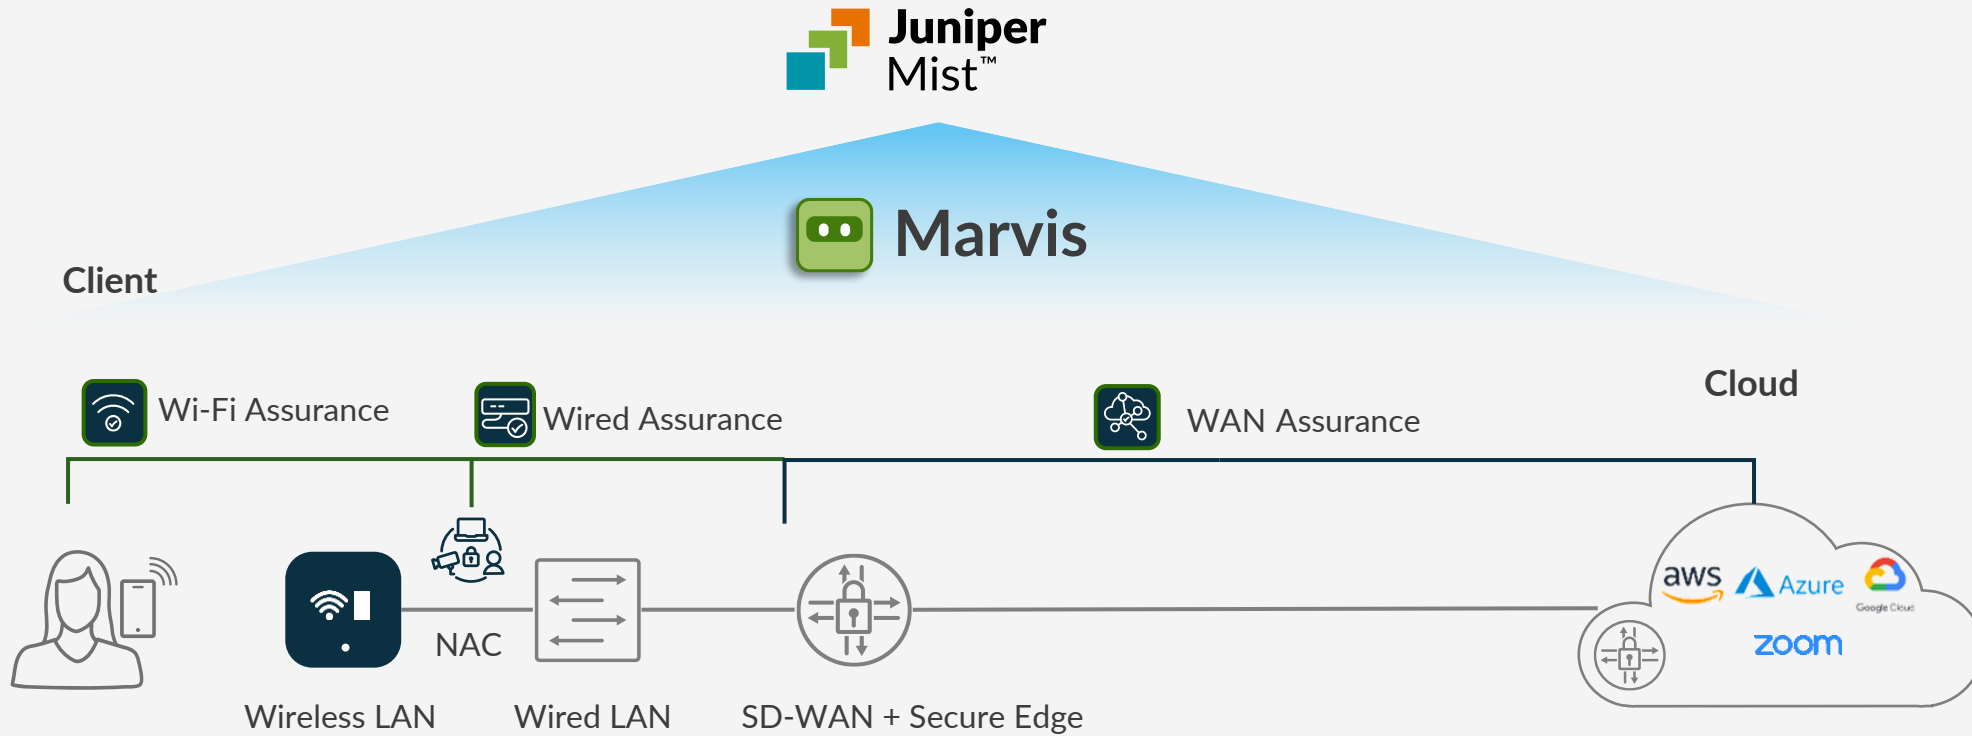 Juniper
Mist™
Marvis
Client
Cloud
Wi-Fi Assurance
Wired Assurance
WAN Assurance
aws
Azure
Google Cloud
zoom
NAC
Wireless LAN
Wired LAN
SD-WAN + Secure Edge